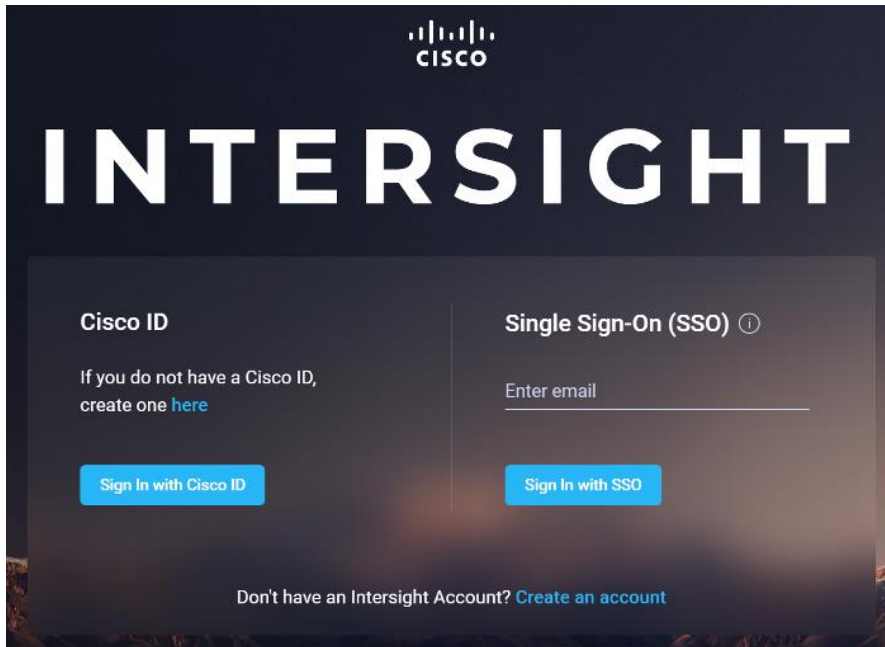 CISCO
INTERSIGHT
Cisco ID
If you do not have a Cisco ID,
create one here
Sign In with Cisco ID
Single Sign-On (SSO)
Enter email
Sign In with SSO
Don't have an Intersight Account? Create an account